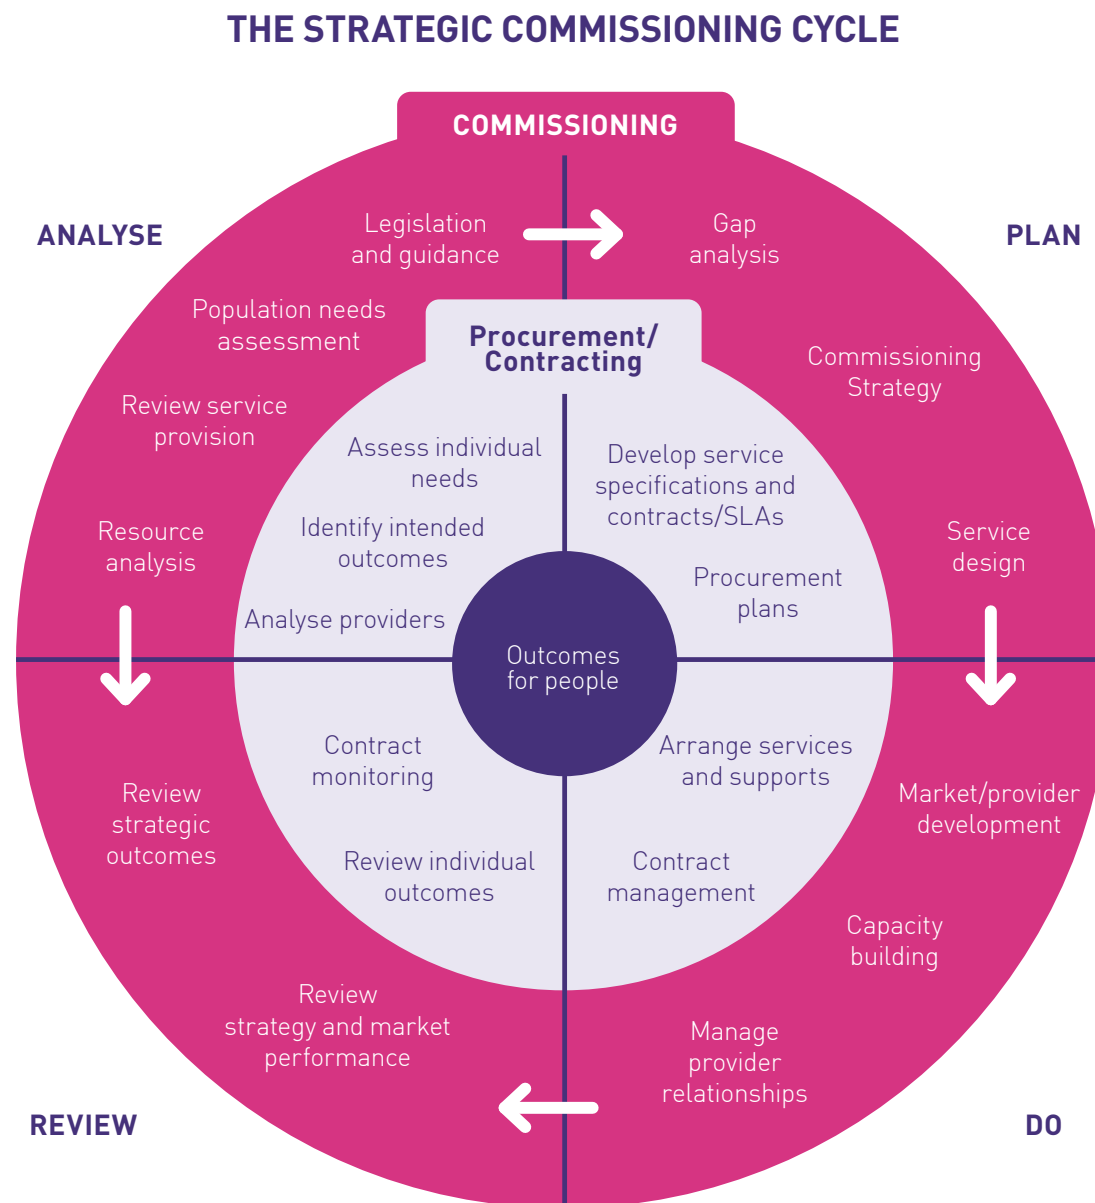 THE STRATEGIC COMMISSIONING CYCLE
COMMISSIONING
ANALYSE
PLAN
Legislation
and guidance
Gap
analysis
Population needs
assessment
Commissioning
Strategy
Review service
provision
Resource
analysis
Service
design
Procurement/
Contracting
Assess individual
needs
Identify intended
outcomes
Analyse providers
Develop service
specifications and
contracts/SLAs
Procurement
plans
Outcomes
for people
Contract
monitoring
Review individual
outcomes
Arrange services
and supports
Contract
management
Review
strategic
outcomes
Market/provider
development
Capacity
building
Review
strategy and market
performance
Manage
provider
relationships
REVIEW
DO